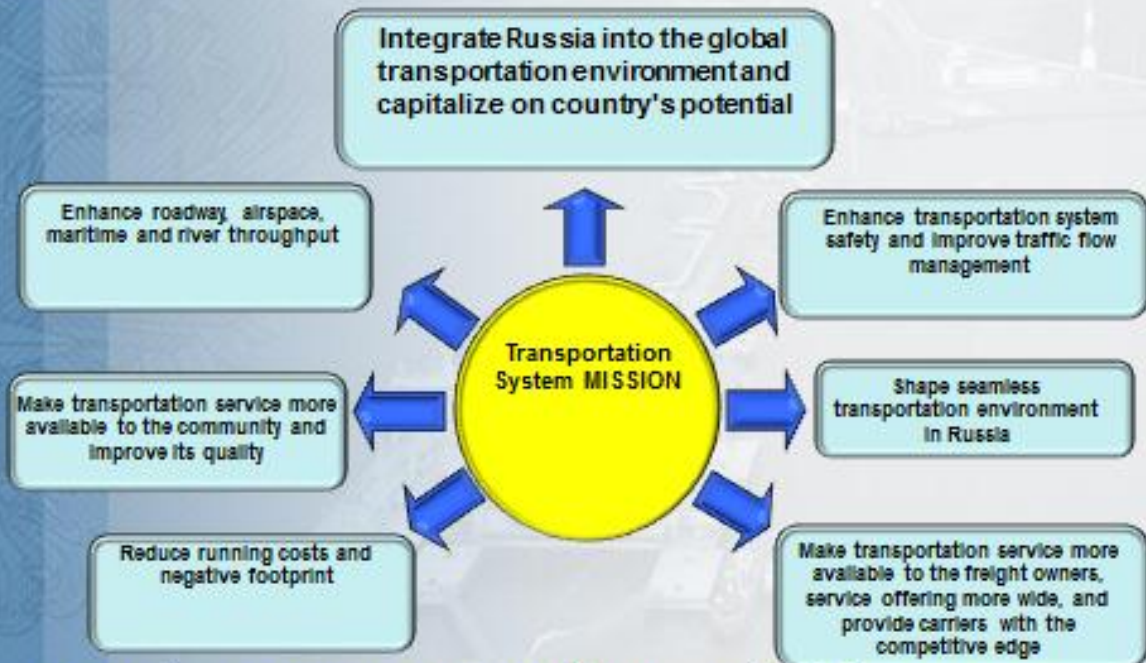 Integrate Russia into the global
transportation environment and
capitalize on country's potential
Enhance roadway, airspace,
maritime and river throughput
Enhance transportation system
safety and improve traffic flow
management
Transportation
System MISSION
Make transportation service more
available to the community and
improve its quality
Shape seamless
transportation environment
in Russia
Reduce running costs and
negative footprint
Make transportation service more
available to the freight owners,
service offering more wide, and
provide carriers with the
competitive edge